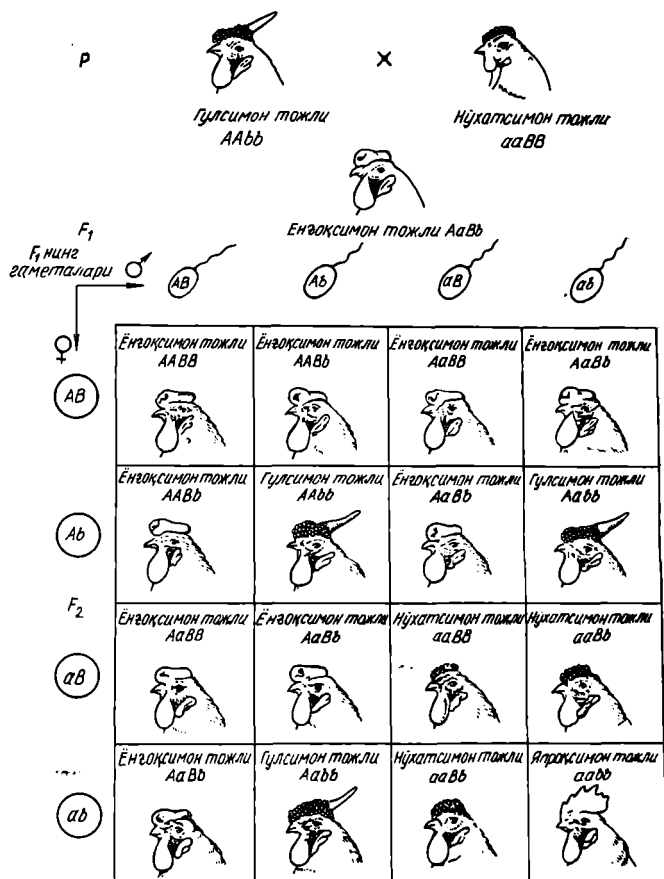 P
×
Гулсимон тожли
AAbb
Нўхатсимон тожли
aaBB
F₁
Енғоқсимон тожли AaBb
F₁ нинг
гаметалари
♂
AB
Ab
aB
ab
♀
AB
Ёнғоқсимон тожли
AABB
Ёнғоқсимон тожли
AABb
Ёнғоқсимон тожли
AaBB
Ёнғоқсимон тожли
AaBb
Ab
Ёнғоқсимон тожли
AABb
Гулсимон тожли
AAbb
Ёнғоқсимон тожли
AaBb
Гулсимон тожли
Aabb
F₂
aB
Ёнғоқсимон тожли
AaBB
Ёнғоқсимон тожли
AaBb
Нўхатсимон тожли
aaBB
Нўхатсимон тожли
aaBb
ab
Ёнғоқсимон тожли
AaBb
Гулсимон тожли
Aabb
Нўхатсимон тожли
aaBb
Япроқсимон тожли
aabb